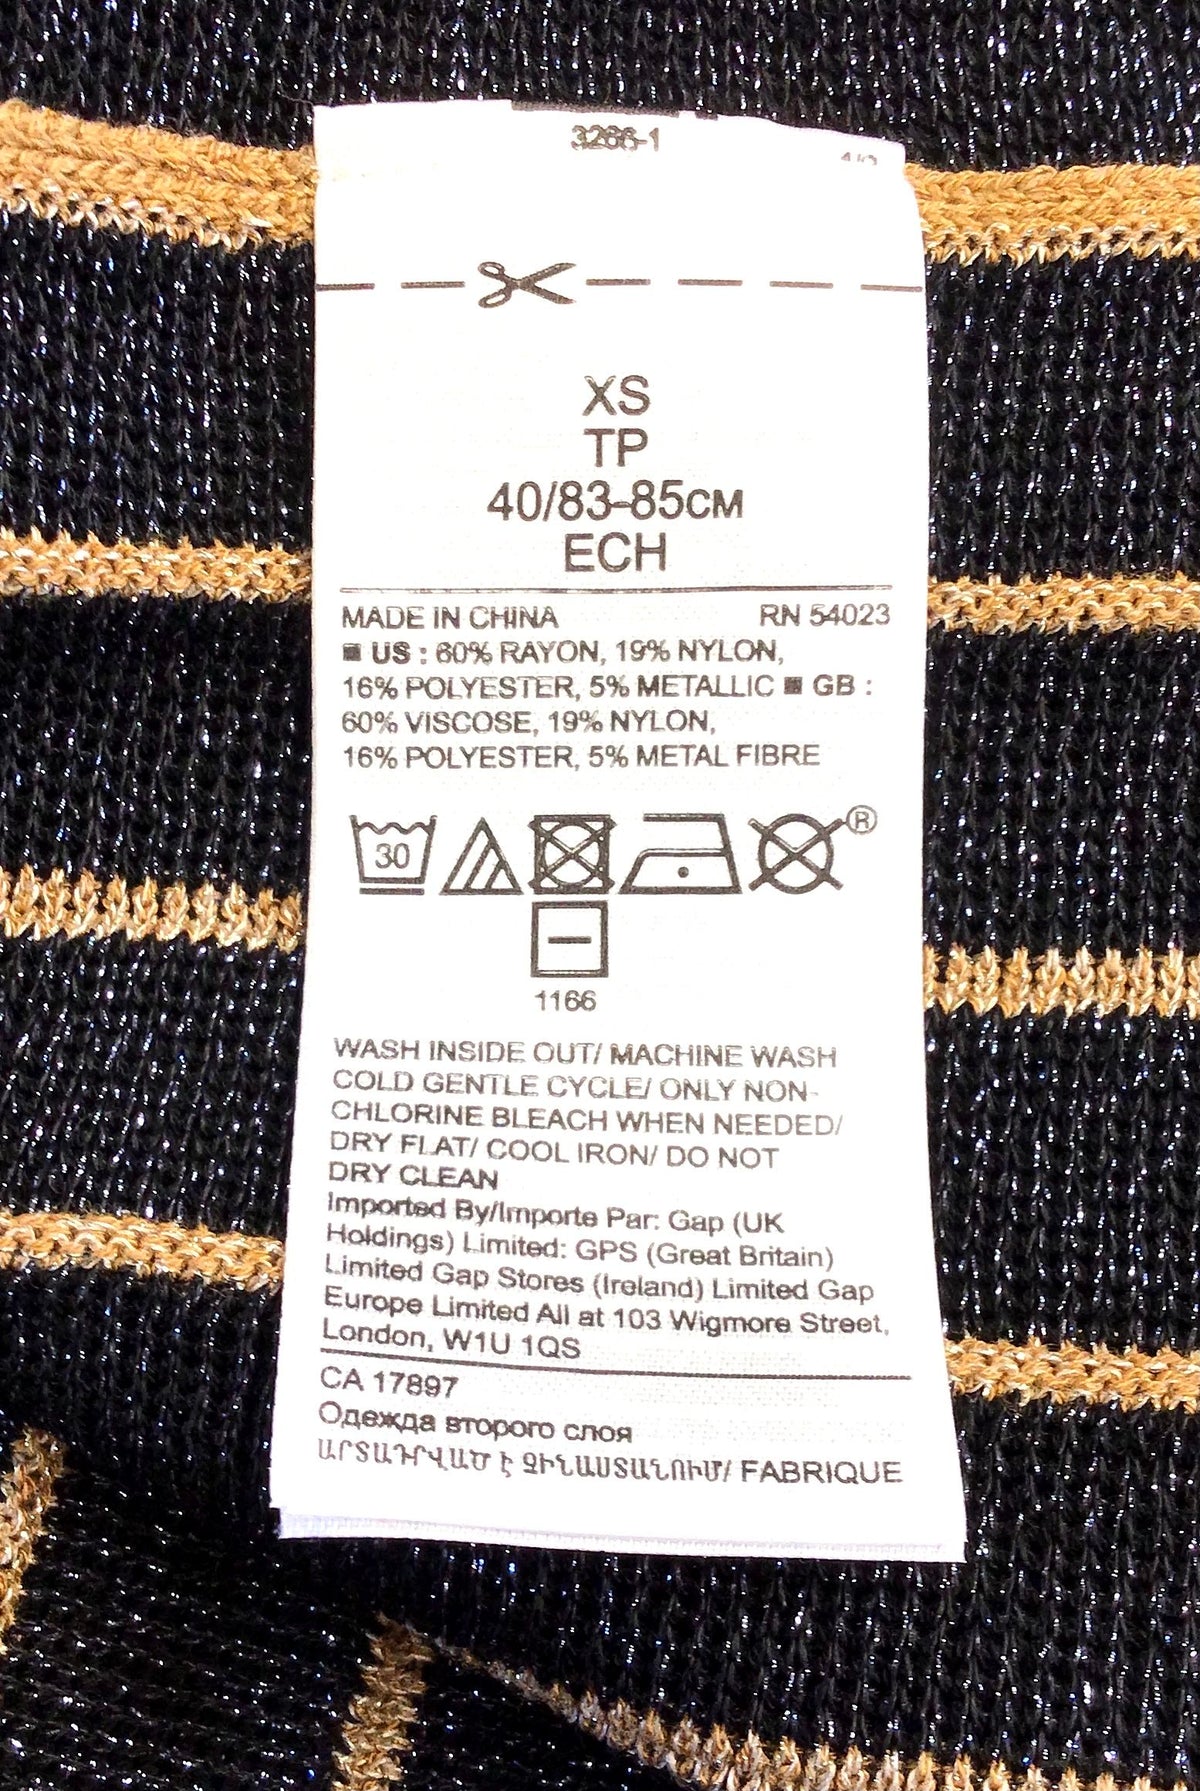 3266-1
XS
TP
40/83-85CM
ECH
MADE IN CHINA RN 54023
■ US : 60% RAYON, 19% NYLON,
16% POLYESTER, 5% METALLIC ■ GB :
60% VISCOSE, 19% NYLON,
16% POLYESTER, 5% METAL FIBRE
30
®
1166
WASH INSIDE OUT/ MACHINE WASH
COLD GENTLE CYCLE/ ONLY NON-
CHLORINE BLEACH WHEN NEEDED/
DRY FLAT/ COOL IRON/ DO NOT
DRY CLEAN
Imported By/Importe Par: Gap (UK
Holdings) Limited: GPS (Great Britain)
Limited Gap Stores (Ireland) Limited Gap
Europe Limited All at 103 Wigmore Street,
London, W1U 1QS
CA 17897
Одежда второго слоя
ԱՐՏԱԴՐՎԱԾ է ՉԻՆԱՍՏԱՆՈՒՄ/ FABRIQUE